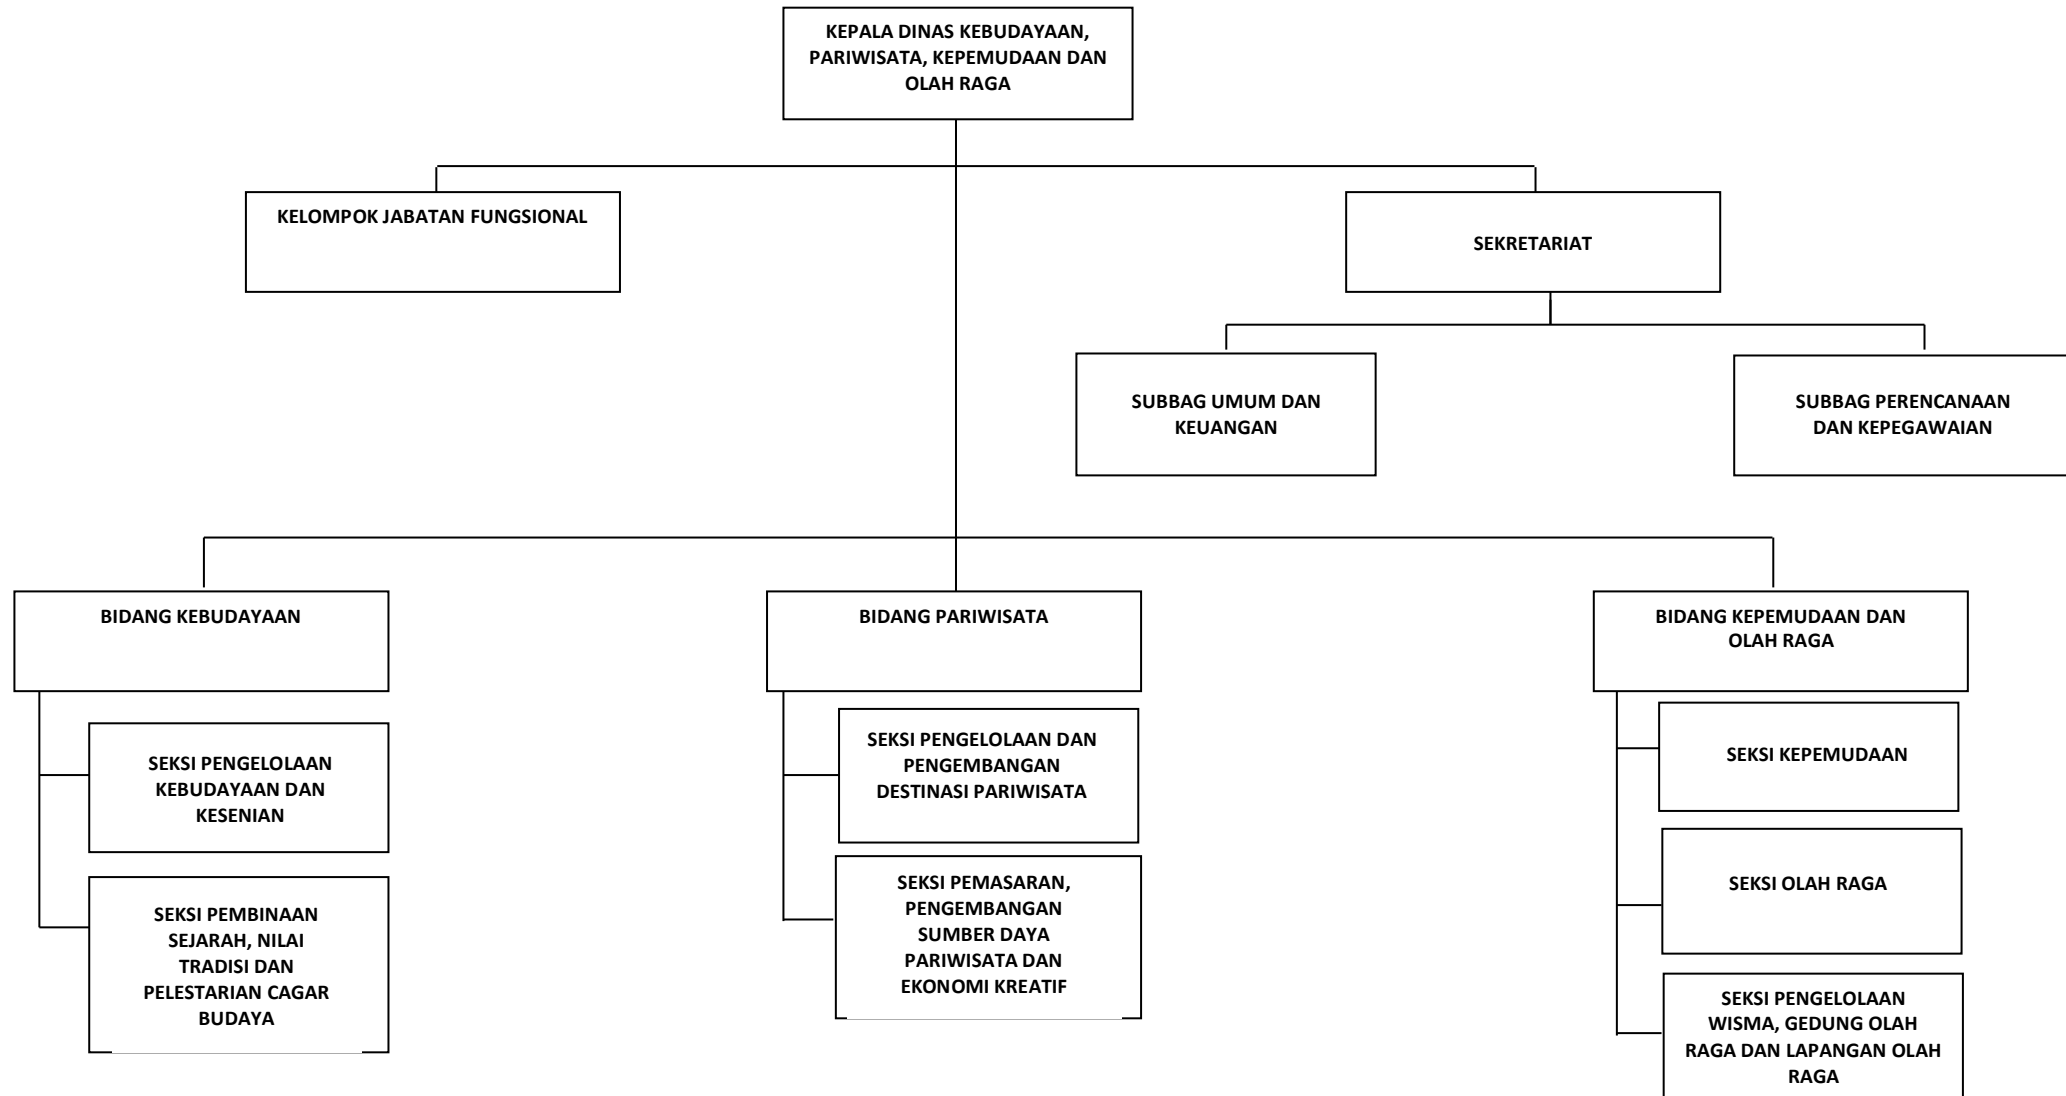 KEPALA DINAS KEBUDAYAAN,
PARIWISATA, KEPEMUDAAN DAN
OLAH RAGA
KELOMPOK JABATAN FUNGSIONAL
SEKRETARIAT
SUBBAG UMUM DAN
KEUANGAN
SUBBAG PERENCANAAN
DAN KEPEGAWAIAN
BIDANG KEBUDAYAAN
SEKSI PENGELOLAAN
KEBUDAYAAN DAN
KESENIAN
SEKSI PEMBINAAN
SEJARAH, NILAI
TRADISI DAN
PELESTARIAN CAGAR
BUDAYA
BIDANG PARIWISATA
SEKSI PENGELOLAAN DAN
PENGEMBANGAN
DESTINASI PARIWISATA
SEKSI PEMASARAN,
PENGEMBANGAN
SUMBER DAYA
PARIWISATA DAN
EKONOMI KREATIF
BIDANG KEPEMUDAAN DAN
OLAH RAGA
SEKSI KEPEMUDAAN
SEKSI OLAH RAGA
SEKSI PENGELOLAAN
WISMA, GEDUNG OLAH
RAGA DAN LAPANGAN OLAH
RAGA